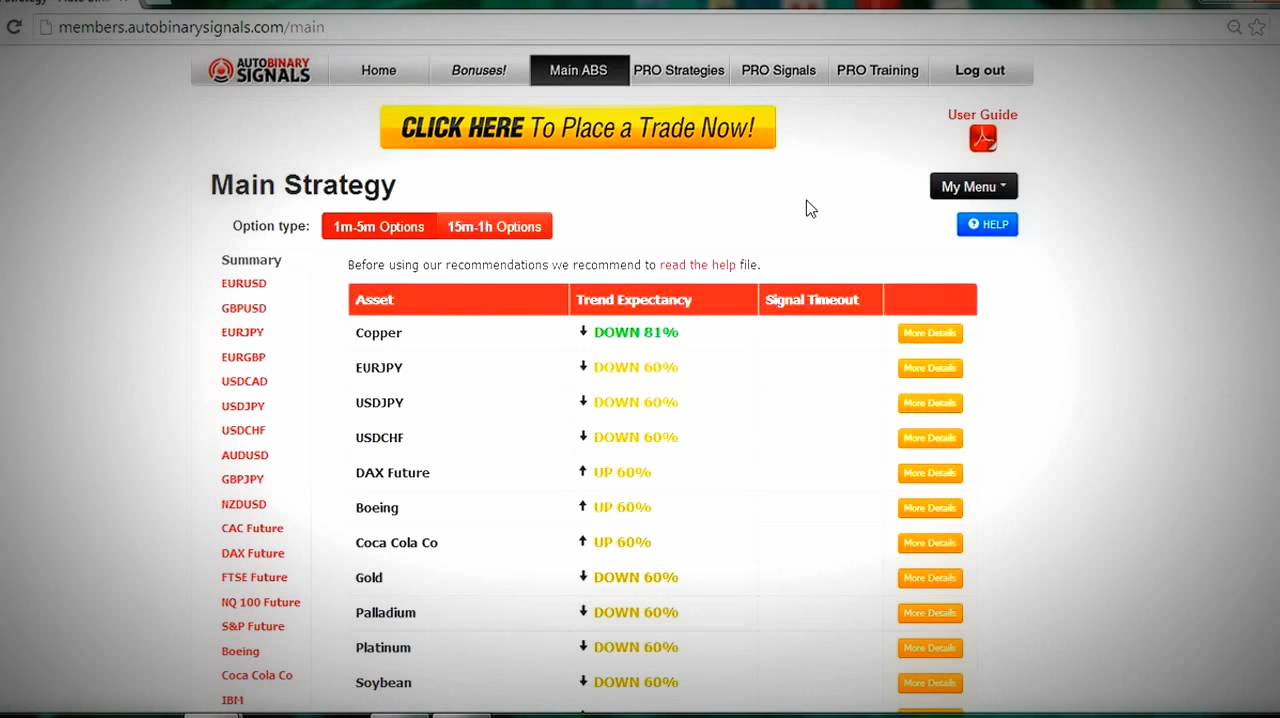 members.autobinarysignals.com/main
AUTOBINARY
SIGNALS
Home
Bonuses!
Main ABS
PRO Strategies
PRO Signals
PRO Training
Log out
CLICK HERE To Place a Trade Now!
User Guide
Main Strategy
My Menu
Option type:
1m-5m Options
15m-1h Options
HELP
Summary
EURUSD
GBPUSD
EURJPY
EURGBP
USDCAD
USDJPY
USDCHF
AUDUSD
GBPJPY
NZDUSD
CAC Future
DAX Future
FTSE Future
NQ 100 Future
S&P Future
Boeing
Coca Cola Co
IBM
Before using our recommendations we recommend to read the help file.
Asset Trend Expectancy Signal Timeout
Copper DOWN 81% More Details
EURJPY DOWN 60% More Details
USDJPY DOWN 60% More Details
USDCHF DOWN 60% More Details
DAX Future UP 60% More Details
Boeing UP 60% More Details
Coca Cola Co UP 60% More Details
Gold DOWN 60% More Details
Palladium DOWN 60% More Details
Platinum DOWN 60% More Details
Soybean DOWN 60% More Details